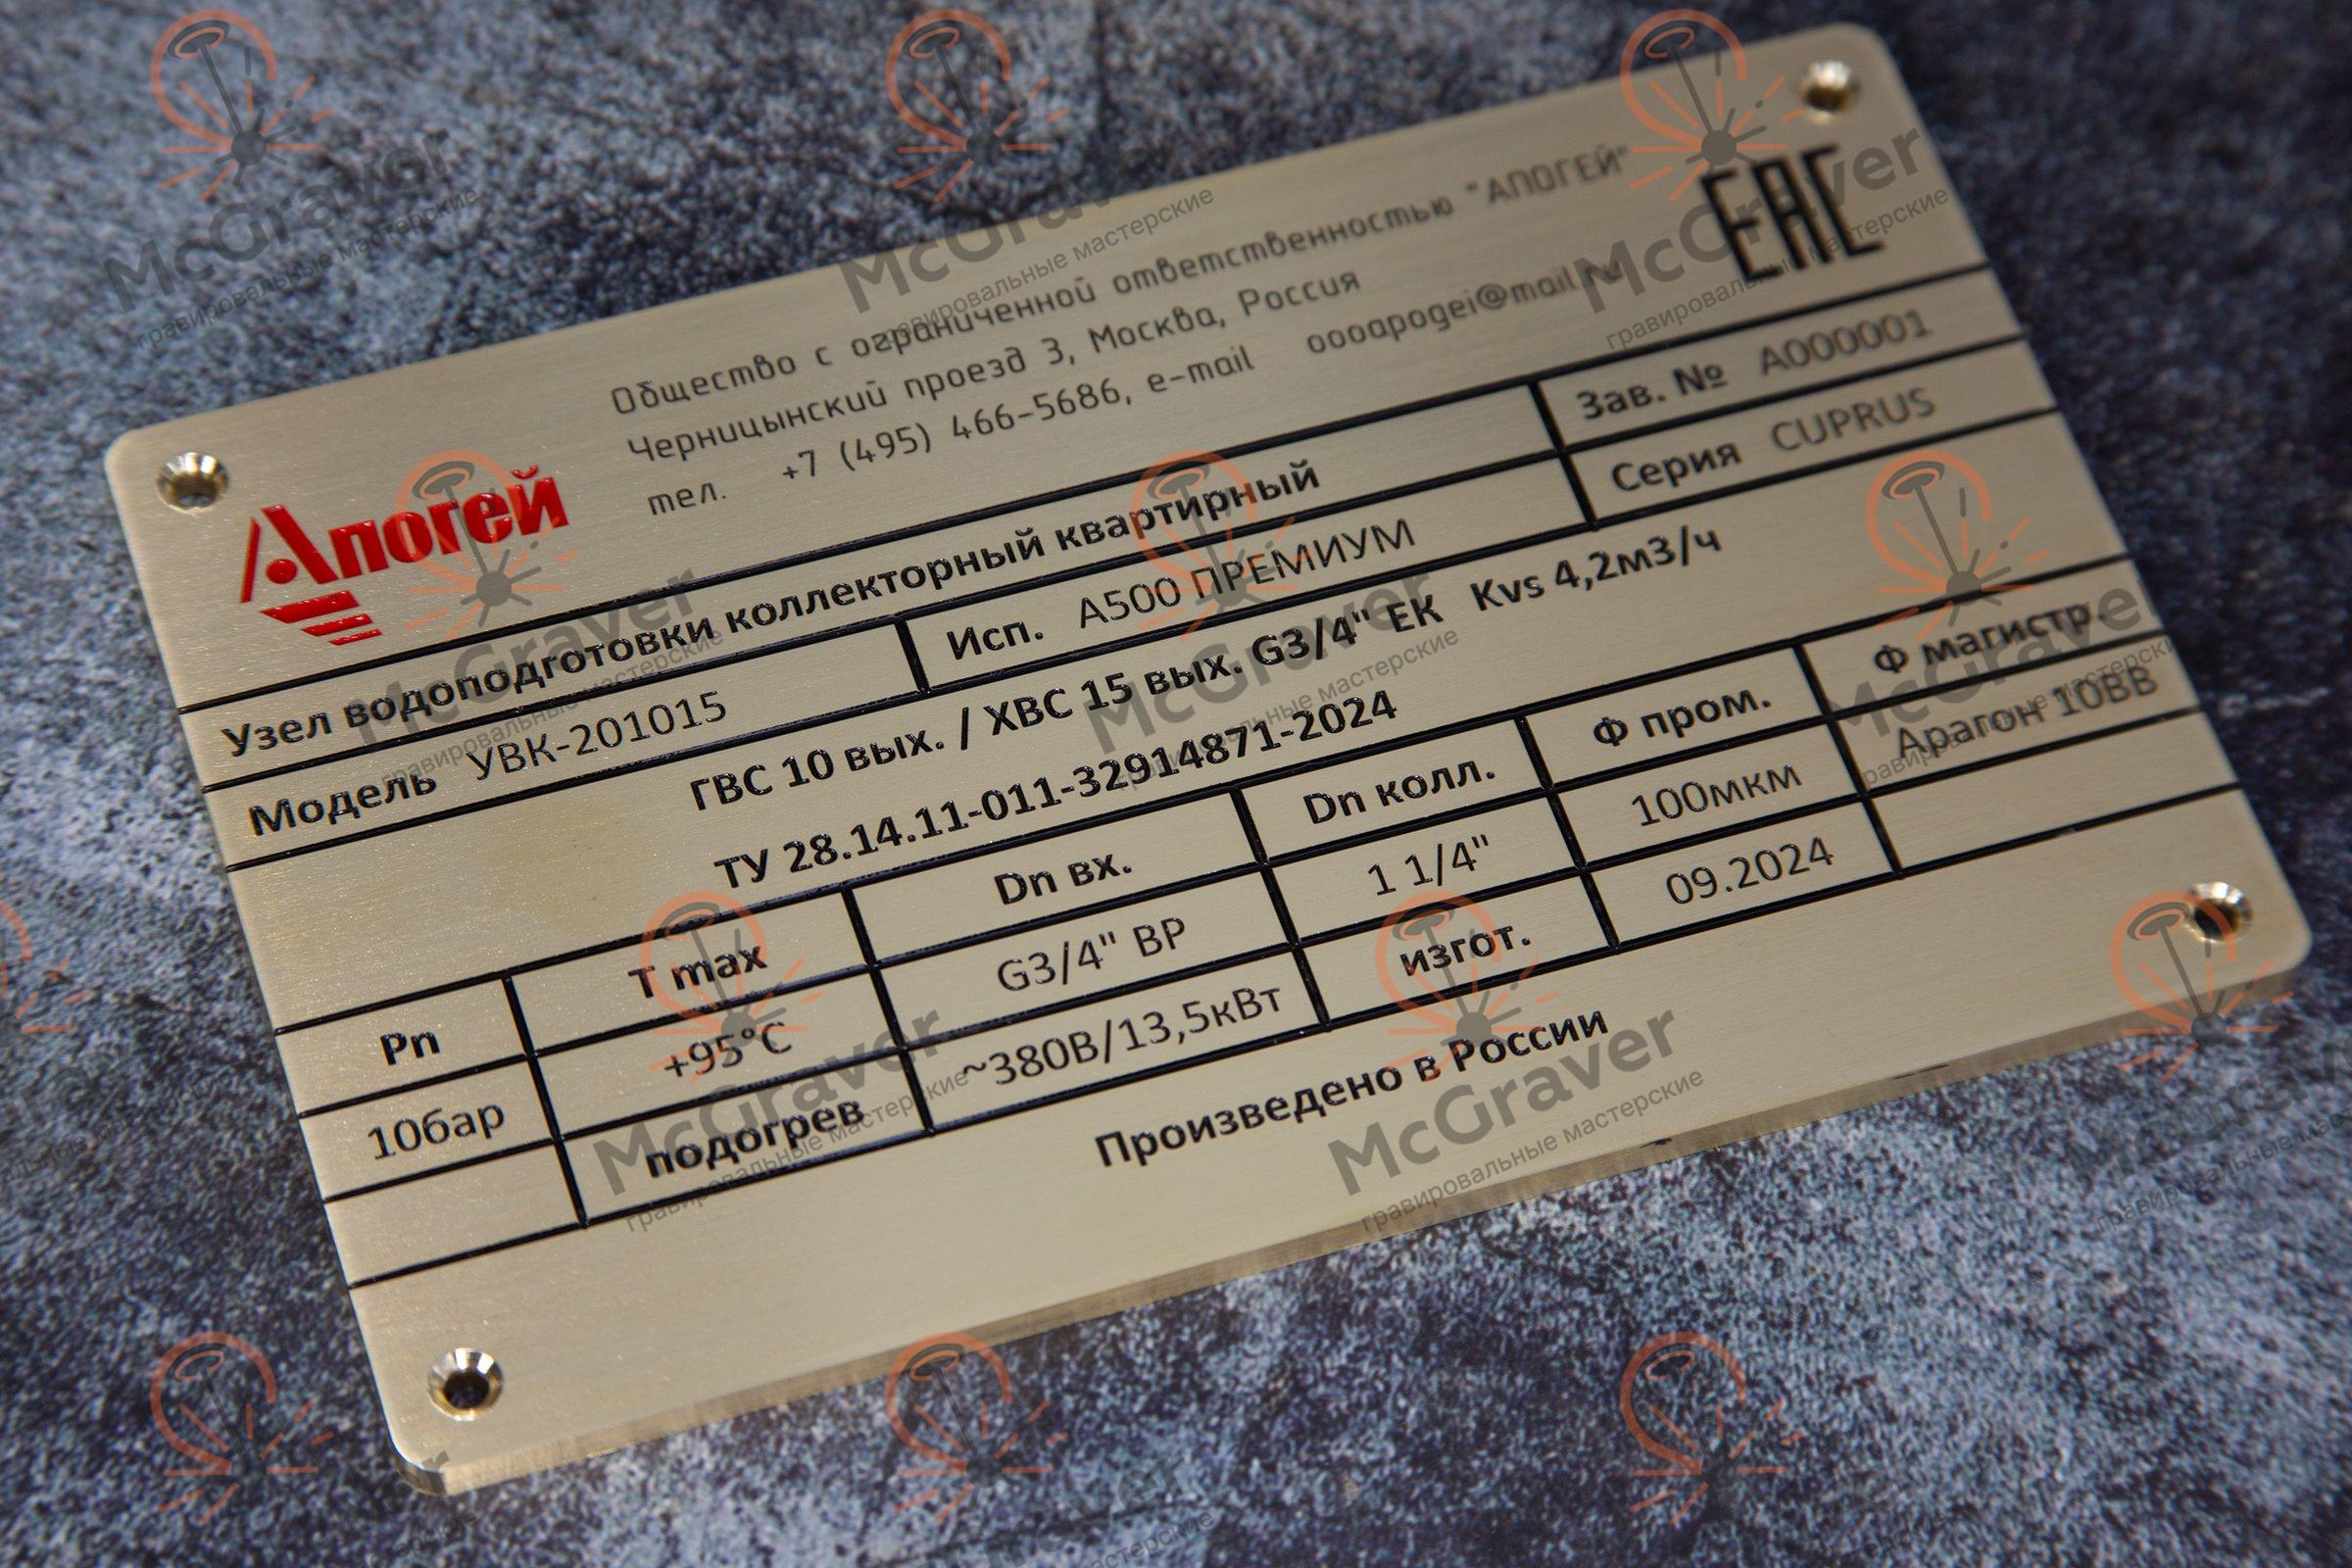 Апогей
Общество с ограниченной ответственностью "АПОГЕЙ"
Черницынский проезд 3, Москва, Россия
тел. +7 (495) 466-5686, e-mail oooapogei@mail.ru
EAC
Узел водоподготовки коллекторный квартирный Зав. № А000001
Модель УВК-201015 Исп. А500 ПРЕМИУМ Серия CUPRUS
ГВС 10 вых. / ХВС 15 вых. G3/4" ЕК Kvs 4,2м3/ч
ТУ 28.14.11-011-32914871-2024
Pn T max Dn вх. Dn колл. Ф пром. Ф магистр.
10бар +95°C G3/4" ВР 1 1/4" 100мкм Арагон 10ВВ
подогрев ~380В/13,5кВт изгот. 09.2024
Произведено в России
McGraver
гравировальные мастерские